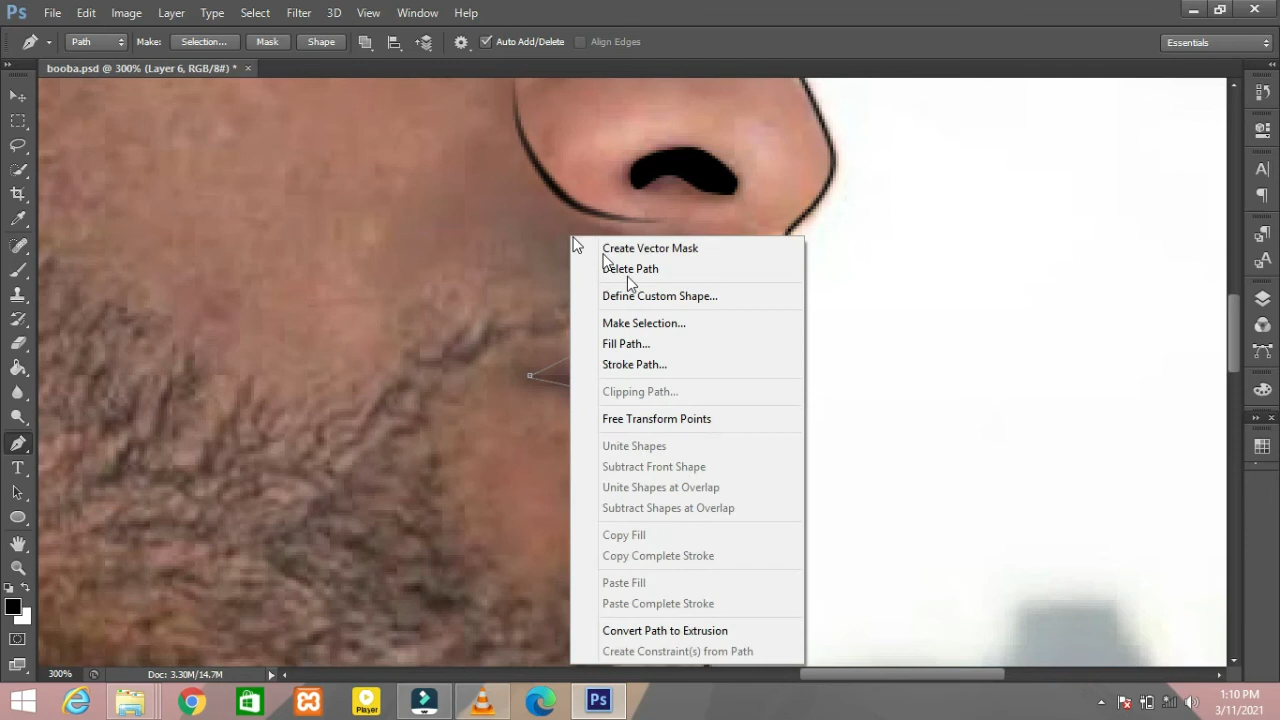 Ps File Edit Image Layer Type Select Filter 3D View Window Help
Path Make: Selection... Mask Shape Auto Add/Delete Align Edges Essentials
booba.psd @ 300% (Layer 6, RGB/8#) *
Create Vector Mask
Delete Path
Define Custom Shape...
Make Selection...
Fill Path...
Stroke Path...
Clipping Path...
Free Transform Points
Unite Shapes
Subtract Front Shape
Unite Shapes at Overlap
Subtract Shapes at Overlap
Copy Fill
Copy Complete Stroke
Paste Fill
Paste Complete Stroke
Convert Path to Extrusion
Create Constraint(s) from Path
300% Doc: 3.30M/14.7M
Player Ps 1:10 PM
3/11/2021